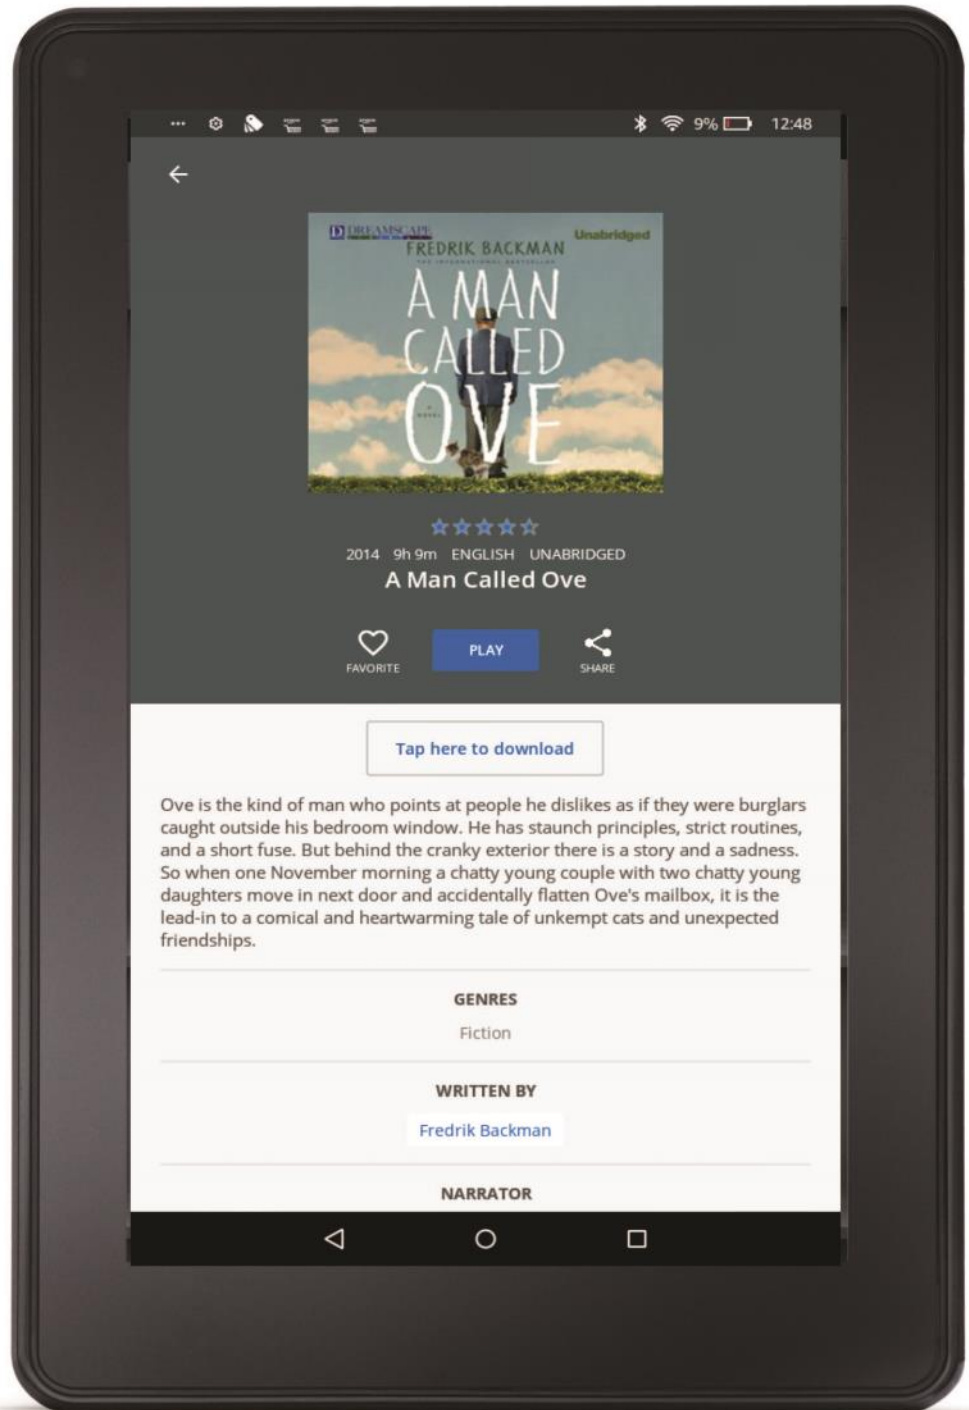 9% 12:48
DREAMSCAPE
Unabridged
FREDRIK BACKMAN
THE INTERNATIONAL BESTSELLER
A MAN
CALLED
OVE
A
NOVEL
2014 9h 9m ENGLISH UNABRIDGED
A Man Called Ove
FAVORITE
PLAY
SHARE
Tap here to download
Ove is the kind of man who points at people he dislikes as if they were burglars
caught outside his bedroom window. He has staunch principles, strict routines,
and a short fuse. But behind the cranky exterior there is a story and a sadness.
So when one November morning a chatty young couple with two chatty young
daughters move in next door and accidentally flatten Ove's mailbox, it is the
lead-in to a comical and heartwarming tale of unkempt cats and unexpected
friendships.
GENRES
Fiction
WRITTEN BY
Fredrik Backman
NARRATOR